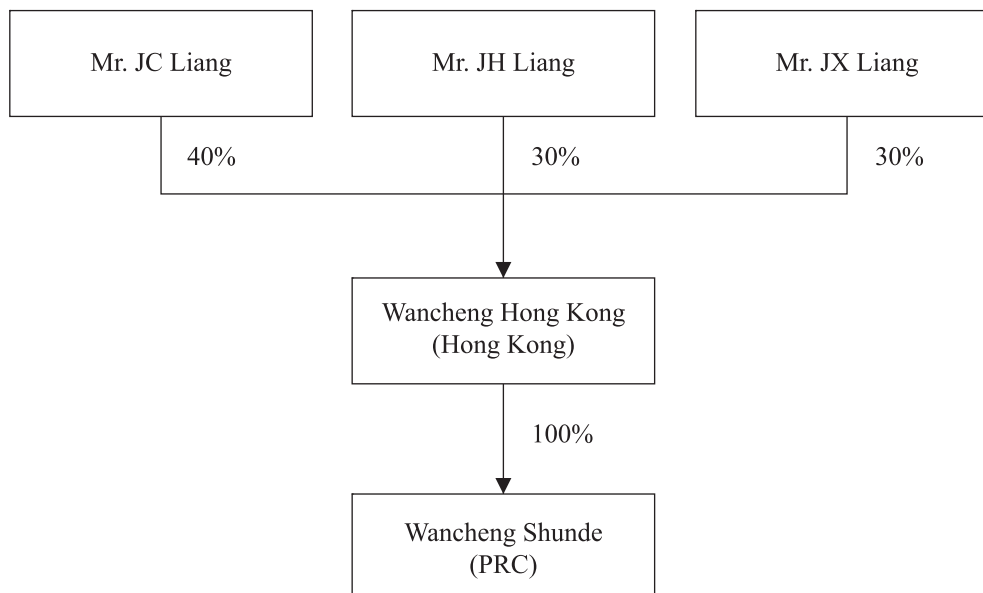 Mr. JC Liang
Mr. JH Liang
Mr. JX Liang
40%
30%
30%
Wancheng Hong Kong
(Hong Kong)
100%
Wancheng Shunde
(PRC)